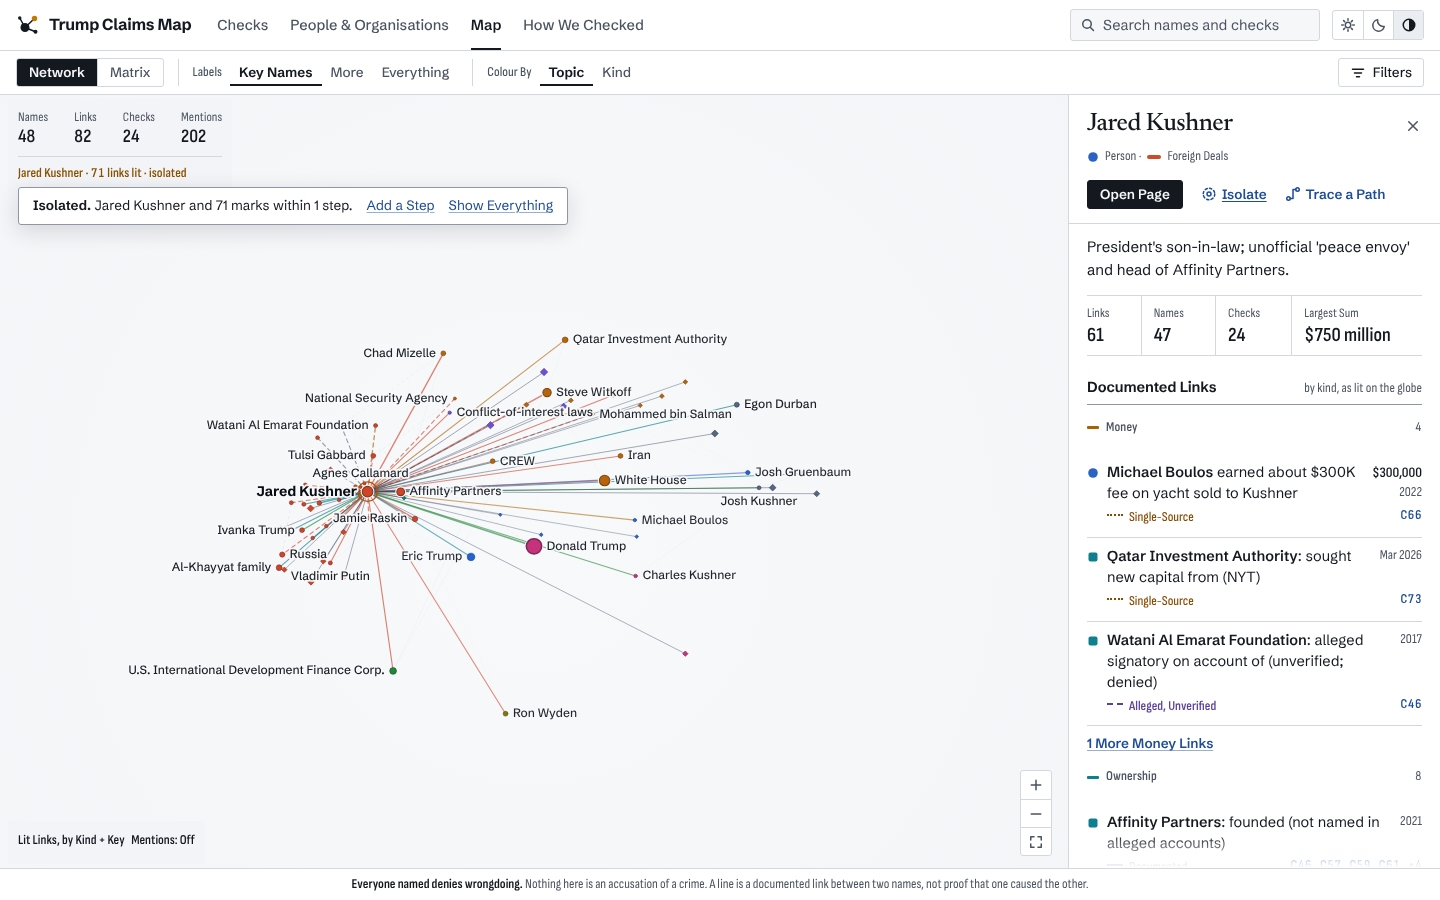 Trump Claims Map
Checks
People & Organisations
Map
How We Checked
Search names and checks
Network
Matrix
Labels
Key Names
More
Everything
Colour By
Topic
Kind
Filters
Names
Links
Checks
Mentions
48
82
24
202
Jared Kushner · 71 links lit · isolated
Isolated. Jared Kushner and 71 marks within 1 step.
Add a Step
Show Everything
Qatar Investment Authority
Chad Mizelle
Steve Witkoff
National Security Agency
Conflict-of-interest laws
Mohammed bin Salman
Egon Durban
Watani Al Emarat Foundation
Tulsi Gabbard
Iran
CREW
Agnes Callamard
Josh Gruenbaum
White House
Jared Kushner
Affinity Partners
Josh Kushner
Jamie Raskin
Michael Boulos
Ivanka Trump
Donald Trump
Russia
Eric Trump
Al-Khayyat family
Vladimir Putin
Charles Kushner
U.S. International Development Finance Corp.
Ron Wyden
Lit Links, by Kind + Key
Mentions: Off
Jared Kushner
Person ·
Foreign Deals
Open Page
Isolate
Trace a Path
President's son-in-law; unofficial 'peace envoy'
and head of Affinity Partners.
Links
Names
Checks
Largest Sum
61
47
24
$750 million
Documented Links
by kind, as lit on the globe
Money
4
Michael Boulos earned about $300K
$300,000
fee on yacht sold to Kushner
2022
Single-Source
C66
Qatar Investment Authority: sought
Mar 2026
new capital from (NYT)
Single-Source
C73
Watani Al Emarat Foundation: alleged
2017
signatory on account of (unverified;
denied)
Alleged, Unverified
C46
1 More Money Links
Ownership
8
Affinity Partners: founded (not named in
2021
alleged accounts)
Everyone named denies wrongdoing. Nothing here is an accusation of a crime. A line is a documented link between two names, not proof that one caused the other.